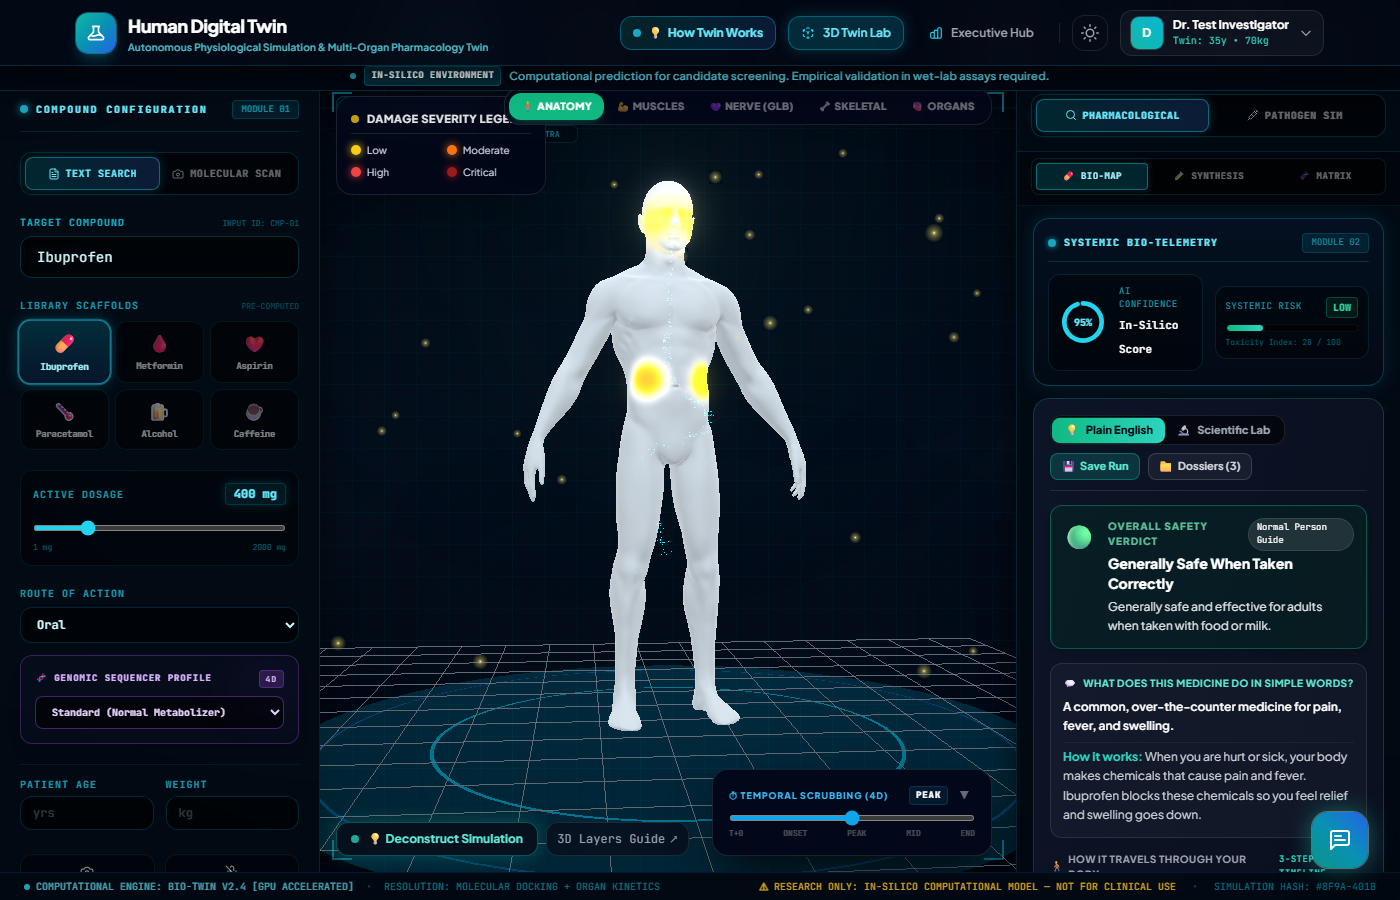 Human Digital Twin
Autonomous Physiological Simulation & Multi-Organ Pharmacology Twin
How Twin Works
3D Twin Lab
Executive Hub
D
Dr. Test Investigator
Twin: 35y • 70kg
IN-SILICO ENVIRONMENT
Computational prediction for candidate screening. Empirical validation in wet-lab assays required.
COMPOUND CONFIGURATION
MODULE 01
TEXT SEARCH
MOLECULAR SCAN
TARGET COMPOUND
INPUT ID: CMP-01
Ibuprofen
LIBRARY SCAFFOLDS
PRE-COMPUTED
Ibuprofen
Metformin
Aspirin
Paracetamol
Alcohol
Caffeine
ACTIVE DOSAGE
400 mg
1 mg
2000 mg
ROUTE OF ACTION
Oral
GENOMIC SEQUENCER PROFILE
4D
Standard (Normal Metabolizer)
PATIENT AGE
WEIGHT
yrs
kg
DAMAGE SEVERITY LEGE
Low
Moderate
High
Critical
TRA
ANATOMY
MUSCLES
NERVE (GLB)
SKELETAL
ORGANS
Deconstruct Simulation
3D Layers Guide ↗
TEMPORAL SCRUBBING (4D)
PEAK
▼
T+0
ONSET
PEAK
MID
END
PHARMACOLOGICAL
PATHOGEN SIM
BIO-MAP
SYNTHESIS
MATRIX
SYSTEMIC BIO-TELEMETRY
MODULE 02
95%
AI
CONFIDENCE
In-Silico
Score
SYSTEMIC RISK
LOW
Toxicity Index: 28 / 100
Plain English
Scientific Lab
Save Run
Dossiers (3)
OVERALL SAFETY
VERDICT
Normal Person
Guide
Generally Safe When Taken
Correctly
Generally safe and effective for adults
when taken with food or milk.
WHAT DOES THIS MEDICINE DO IN SIMPLE WORDS?
A common, over-the-counter medicine for pain,
fever, and swelling.
How it works: When you are hurt or sick, your body
makes chemicals that cause pain and fever.
Ibuprofen blocks these chemicals so you feel relief
and swelling goes down.
HOW IT TRAVELS THROUGH YOUR
BODY
3-STEP
TIMELINE
COMPUTATIONAL ENGINE: BIO-TWIN V2.4 [GPU ACCELERATED]
·
RESOLUTION: MOLECULAR DOCKING + ORGAN KINETICS
⚠ RESEARCH ONLY: IN-SILICO COMPUTATIONAL MODEL — NOT FOR CLINICAL USE
·
SIMULATION HASH: #8F9A-401B